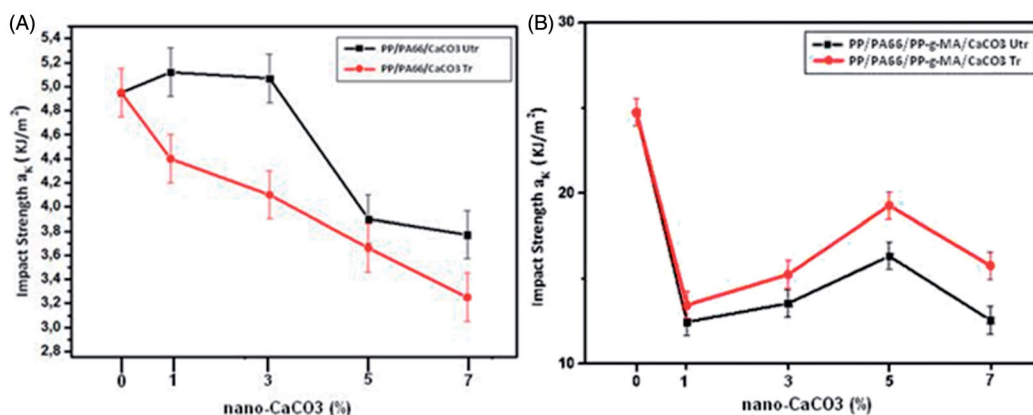 (A)
PP/PA66/CaCO3 Utr
PP/PA66/CaCO3 Tr
Impact Strength aK ( KJ/m²)
5,4
5,2
5,0
4,8
4,6
4,4
4,2
4,0
3,8
3,6
3,4
3,2
3,0
2,8
0 1 3 5 7
nano-CaCO3 (%)
(B)
PP/PA66/PP-g-MA/CaCO3 Utr
PP/PA66/PP-g-MA/CaCO3 Tr
Impact Strength aK (KJ/m²)
30
20
10
0 1 3 5 7
nano-CaCO3 (%)